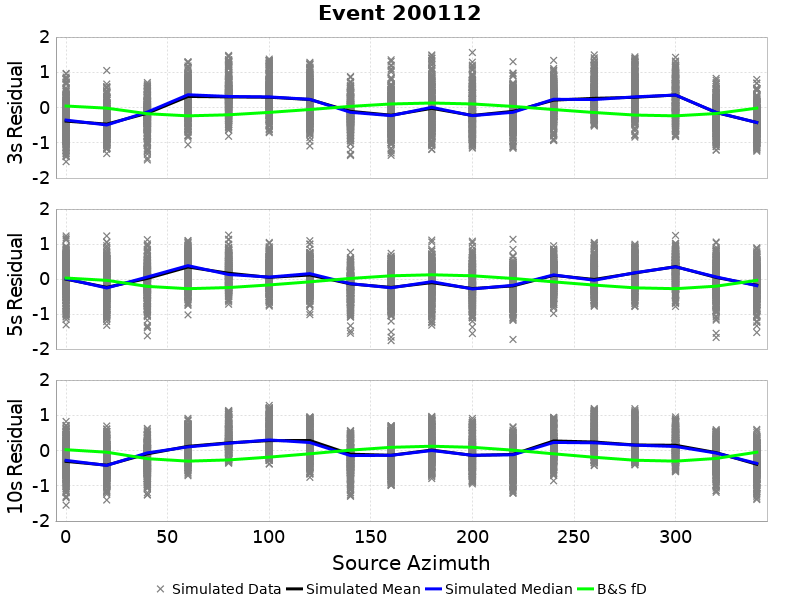 Event 200112
3s Residual
2
1
0
-1
-2
5s Residual
2
1
0
-1
-2
10s Residual
2
1
0
-1
-2
0 50 100 150 200 250 300
Source Azimuth
Simulated Data Simulated Mean Simulated Median B&S fD